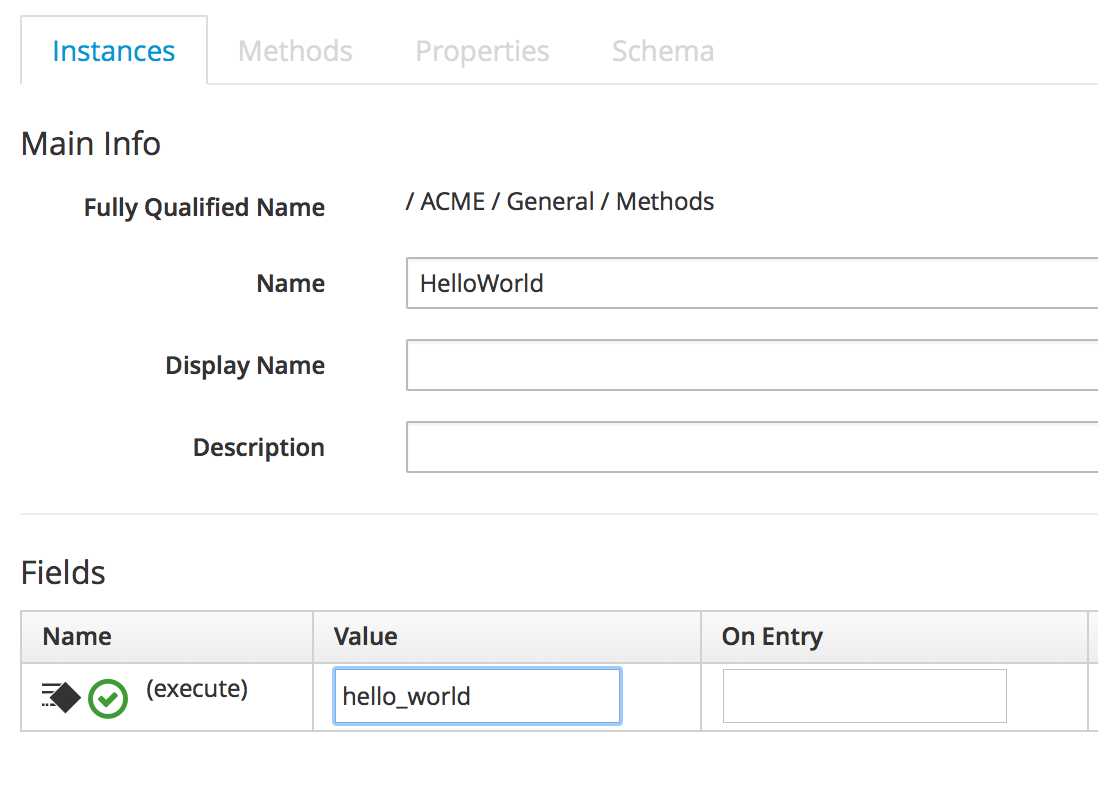 Instances Methods Properties Schema
Main Info
Fully Qualified Name / ACME / General / Methods
Name HelloWorld
Display Name
Description
Fields
Name Value On Entry
(execute) hello_world